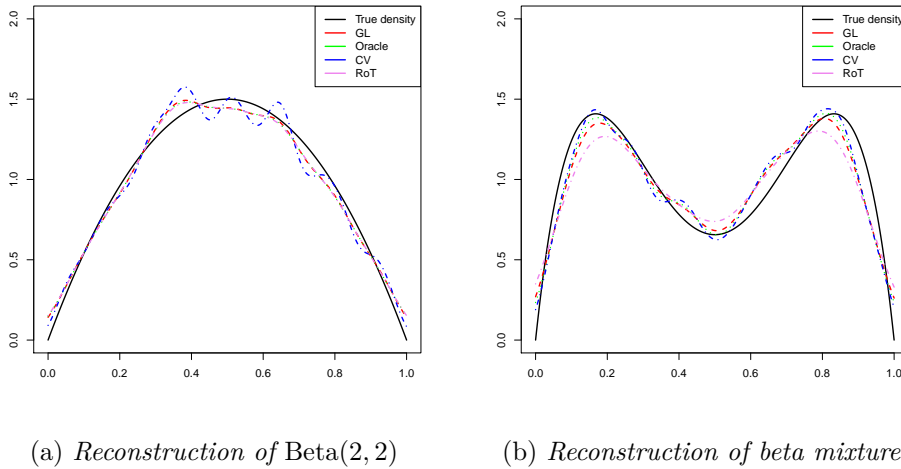 2.0
1.5
1.0
0.5
0.0
0.0 0.2 0.4 0.6 0.8 1.0
True density
GL
Oracle
CV
RoT
2.0
1.5
1.0
0.5
0.0
0.0 0.2 0.4 0.6 0.8 1.0
True density
GL
Oracle
CV
RoT
(a) Reconstruction of Beta(2, 2)
(b) Reconstruction of beta mixture